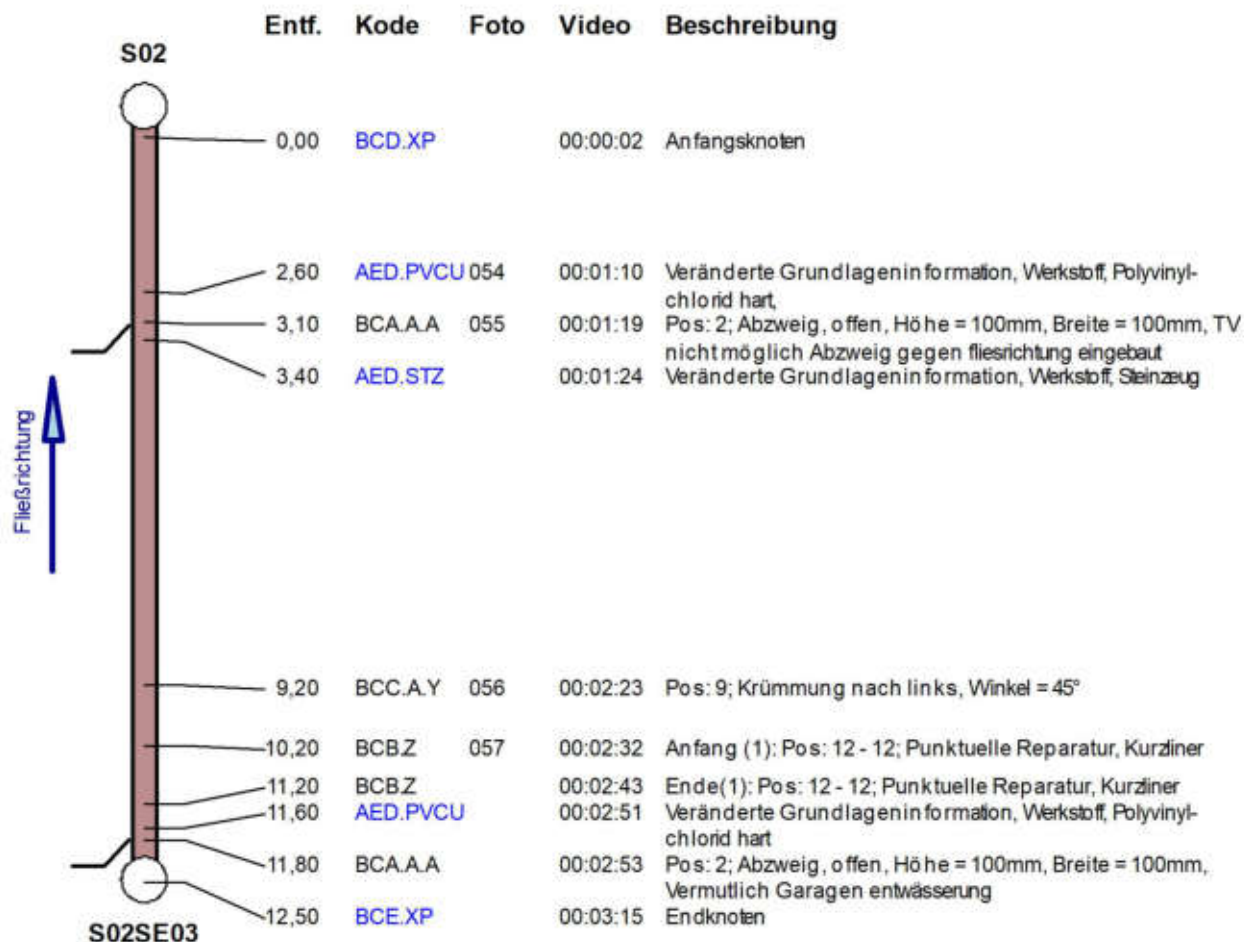 Entf. Kode Foto Video Beschreibung
S02
0,00 BCD.XP 00:00:02 Anfangsknoten
2,60 AED.PVCU 054 00:01:10 Veränderte Grundlageninformation, Werkstoff, Polyvinyl-
chlorid hart,
3,10 BCA.A.A 055 00:01:19 Pos: 2; Abzweig, offen, Höhe = 100mm, Breite = 100mm, TV
nicht möglich Abzweig gegen fliesrichtung eingebaut
3,40 AED.STZ 00:01:24 Veränderte Grundlageninformation, Werkstoff, Steinzeug
Fließrichtung
9,20 BCC.A.Y 056 00:02:23 Pos: 9; Krümmung nach links, Winkel = 45°
10,20 BCB.Z 057 00:02:32 Anfang (1): Pos: 12 - 12; Punktuelle Reparatur, Kurzliner
11,20 BCB.Z 00:02:43 Ende(1): Pos: 12 - 12; Punktuelle Reparatur, Kurzliner
11,60 AED.PVCU 00:02:51 Veränderte Grundlageninformation, Werkstoff, Polyvinyl-
chlorid hart
11,80 BCA.A.A 00:02:53 Pos: 2; Abzweig, offen, Höhe = 100mm, Breite = 100mm,
Vermutlich Garagen entwässerung
12,50 BCE.XP 00:03:15 Endknoten
S02SE03